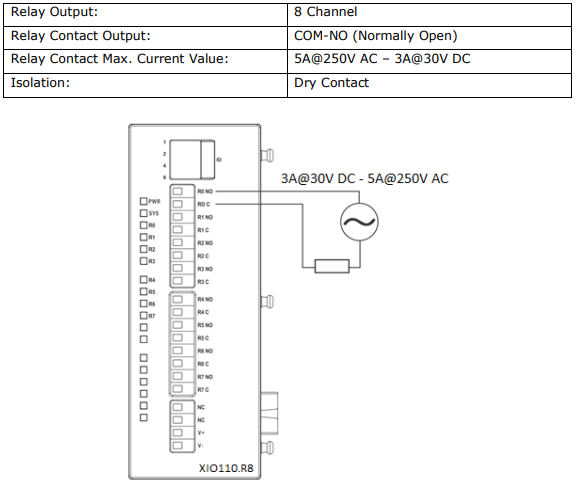 Relay Output: 8 Channel
Relay Contact Output: COM-NO (Normally Open)
Relay Contact Max. Current Value: 5A@250V AC – 3A@30V DC
Isolation: Dry Contact
1
2
4
8
ID
3A@30V DC - 5A@250V AC
PWR
SYS
R0
R1
R2
R3
R4
R5
R6
R7
R0 NO
R0 C
R1 NO
R1 C
R2 NO
R2 C
R3 NO
R3 C
R4 NO
R4 C
R5 NO
R5 C
R6 NO
R6 C
R7 NO
R7 C
NC
NC
V+
V-
XIO110.R8